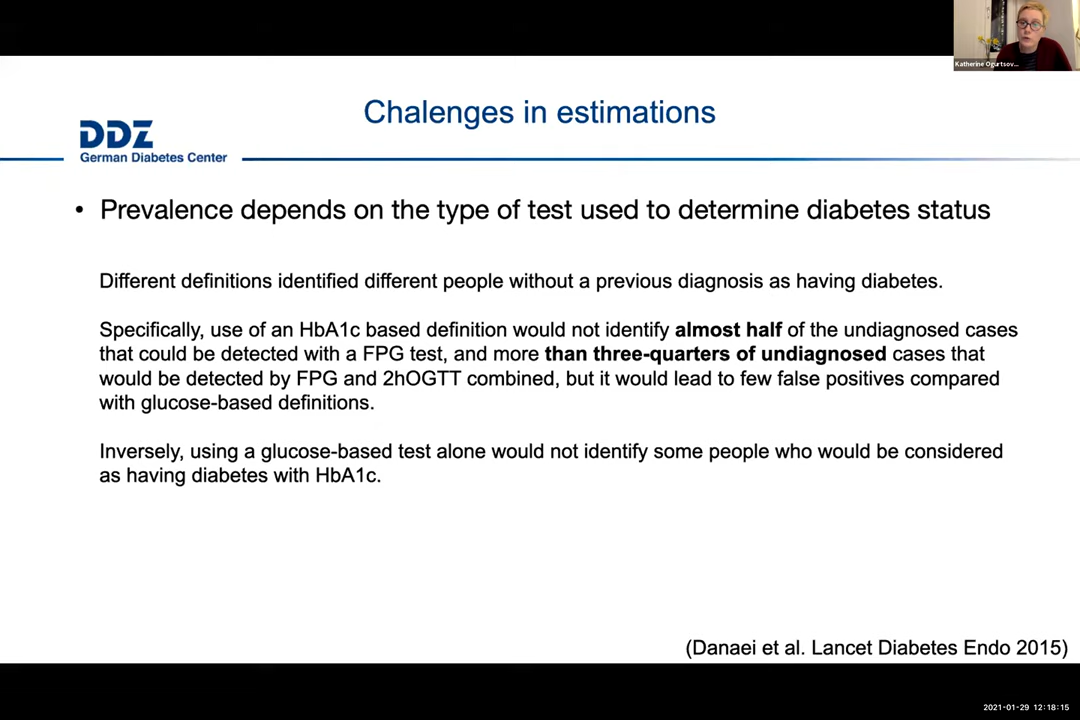 Katherine Ogurtsov...
Chalenges in estimations
DDZ
German Diabetes Center
• Prevalence depends on the type of test used to determine diabetes status
Different definitions identified different people without a previous diagnosis as having diabetes.
Specifically, use of an HbA1c based definition would not identify almost half of the undiagnosed cases
that could be detected with a FPG test, and more than three-quarters of undiagnosed cases that
would be detected by FPG and 2hOGTT combined, but it would lead to few false positives compared
with glucose-based definitions.
Inversely, using a glucose-based test alone would not identify some people who would be considered
as having diabetes with HbA1c.
(Danaei et al. Lancet Diabetes Endo 2015)
2021-01-29 12:18:15